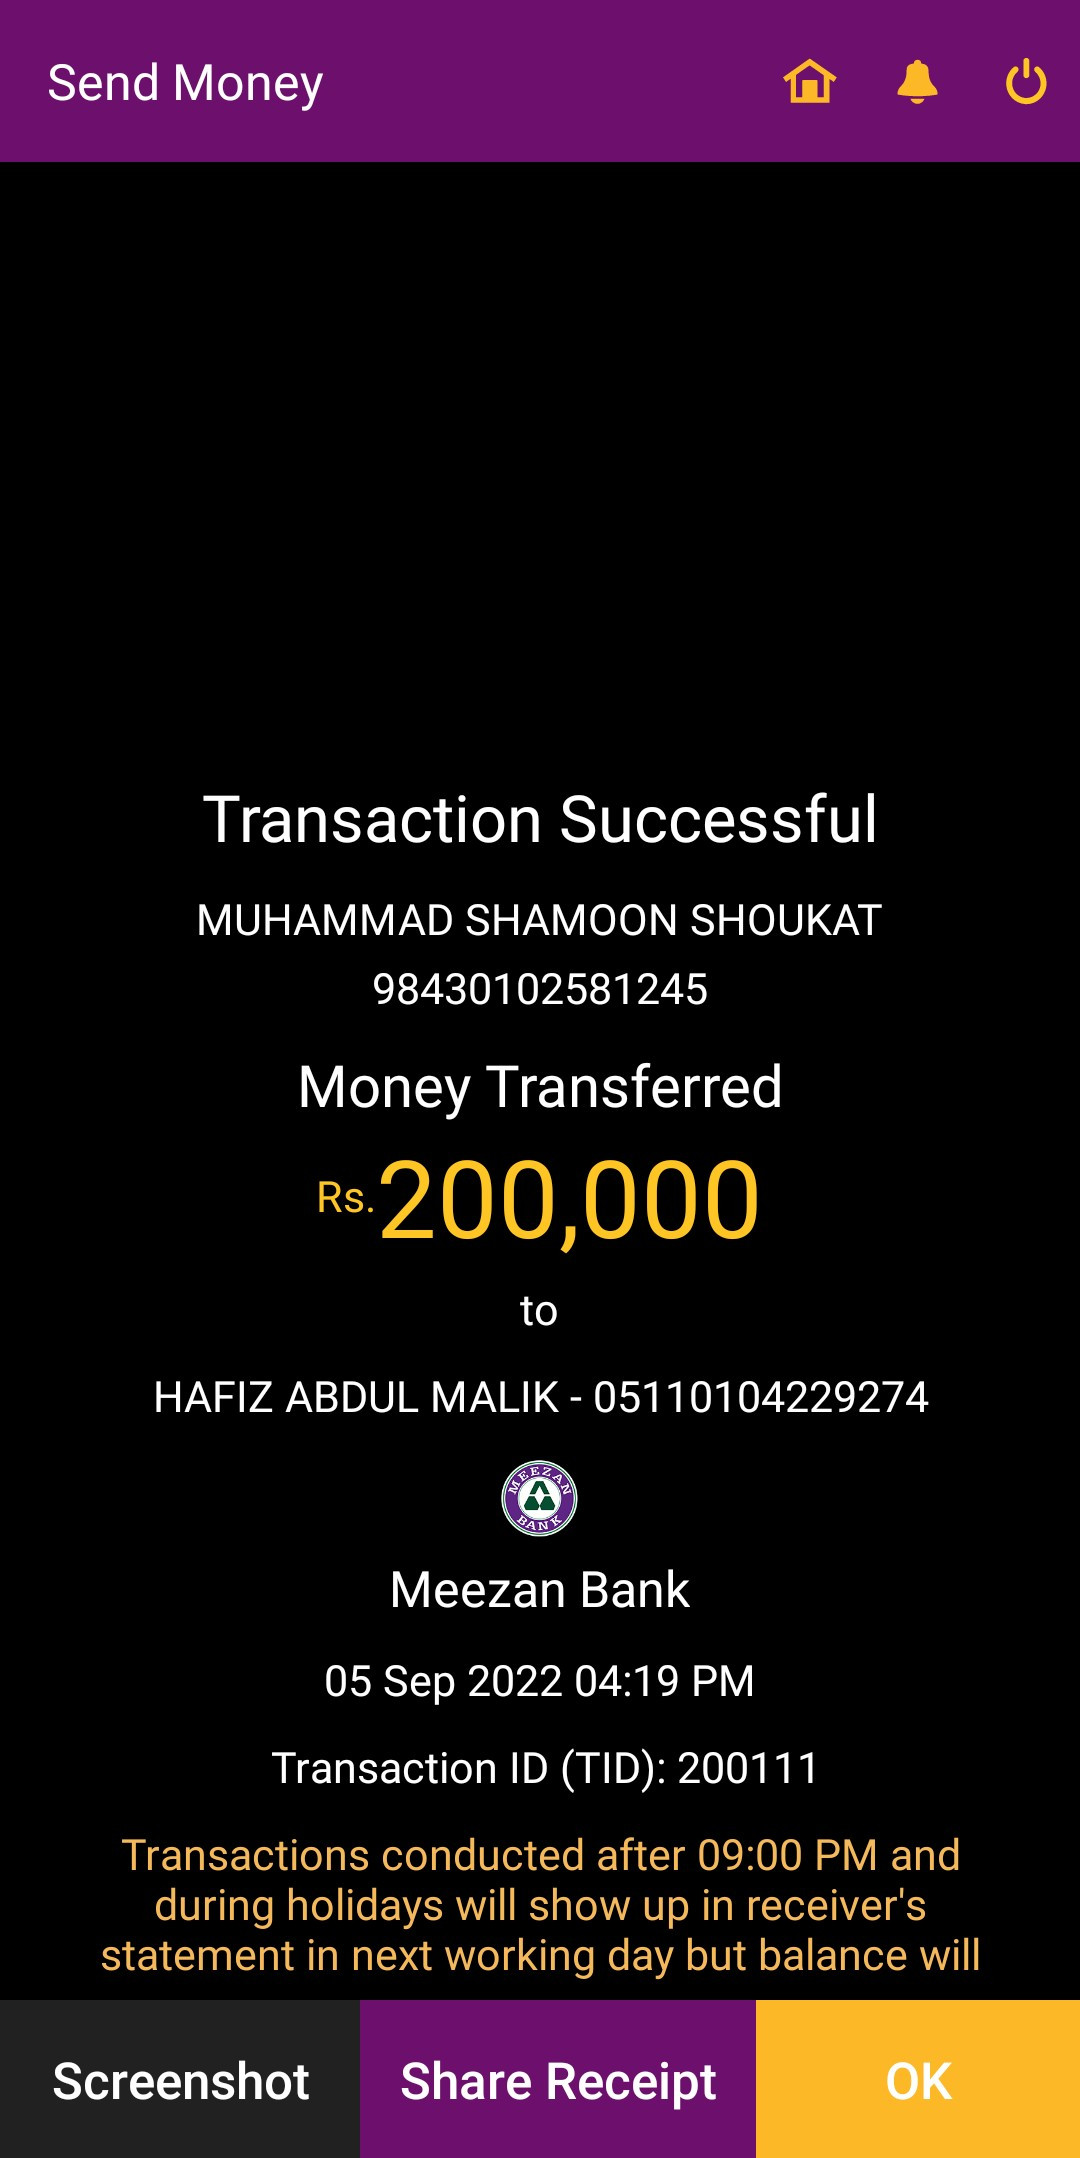 Send Money
Transaction Successful
MUHAMMAD SHAMOON SHOUKAT
98430102581245
Money Transferred
Rs.200,000
to
HAFIZ ABDUL MALIK - 05110104229274
MEEZAN
BANK
Meezan Bank
05 Sep 2022 04:19 PM
Transaction ID (TID): 200111
Transactions conducted after 09:00 PM and
during holidays will show up in receiver's
statement in next working day but balance will
Screenshot
Share Receipt
OK